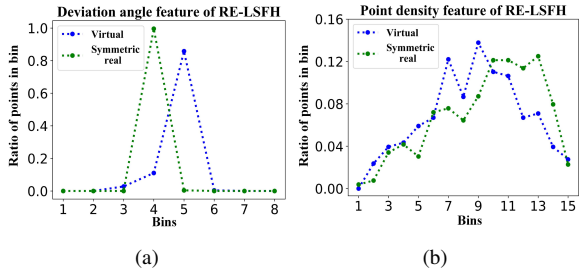 Deviation angle feature of RE-LSFH
Ratio of points in bin
1.0
0.8
0.6
0.4
0.2
0.0
Virtual
Symmetric
real
1 2 3 4 5 6 7 8
Bins
(a)
Point density feature of RE-LSFH
Ratio of points in bin
0.16
0.12
0.08
0.04
0.00
Virtual
Symmetric
real
1 3 5 7 9 11 13 15
Bins
(b)